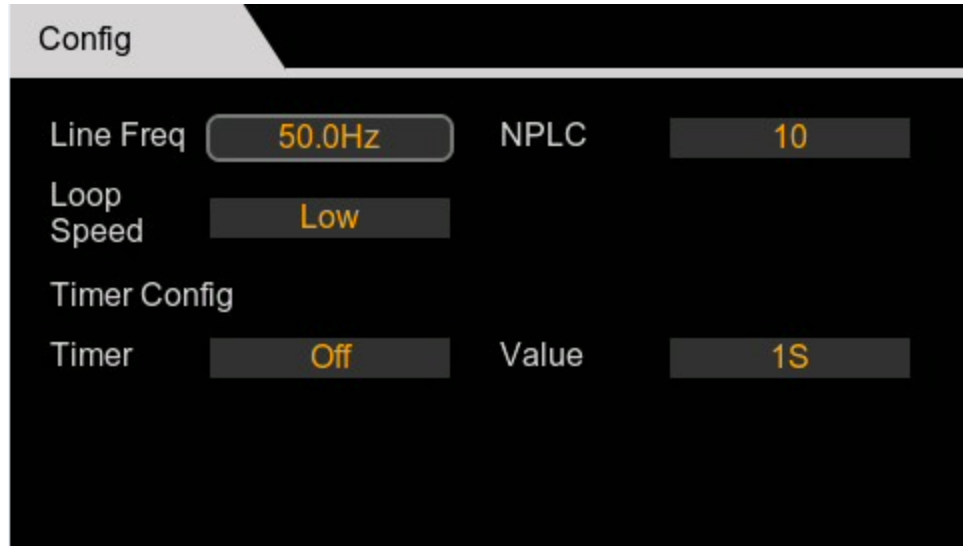 Config
Line Freq 50.0Hz NPLC 10
Loop
Speed Low
Timer Config
Timer Off Value 1S